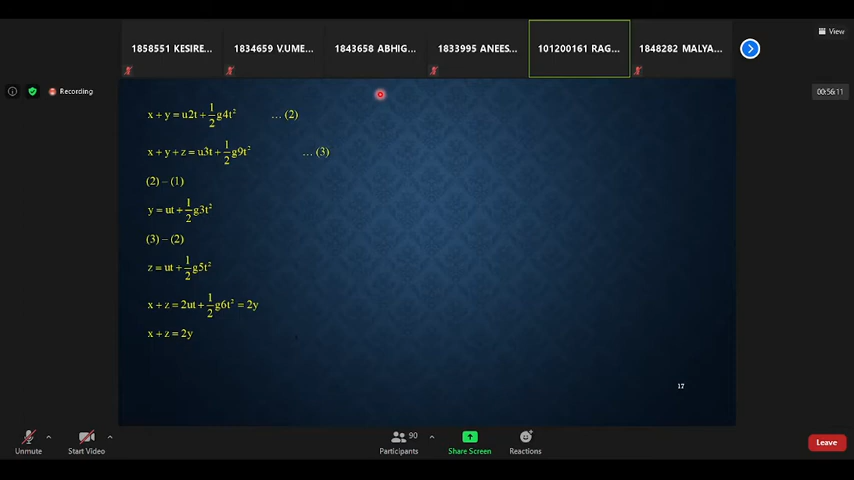 View
1858551 KESIRE...
1834659 V.UME...
1843658 ABHIG...
1833995 ANEES...
101200161 RAG...
1848282 MALYA...
Recording
00:56:11
x + y = u2t + 1/2 g4t² … (2)
x + y + z = u3t + 1/2 g9t² … (3)
(2) – (1)
y = ut + 1/2 g3t²
(3) – (2)
z = ut + 1/2 g5t²
x + z = 2ut + 1/2 g6t² = 2y
x + z = 2y
17
Unmute
Start Video
90
Participants
Share Screen
Reactions
Leave